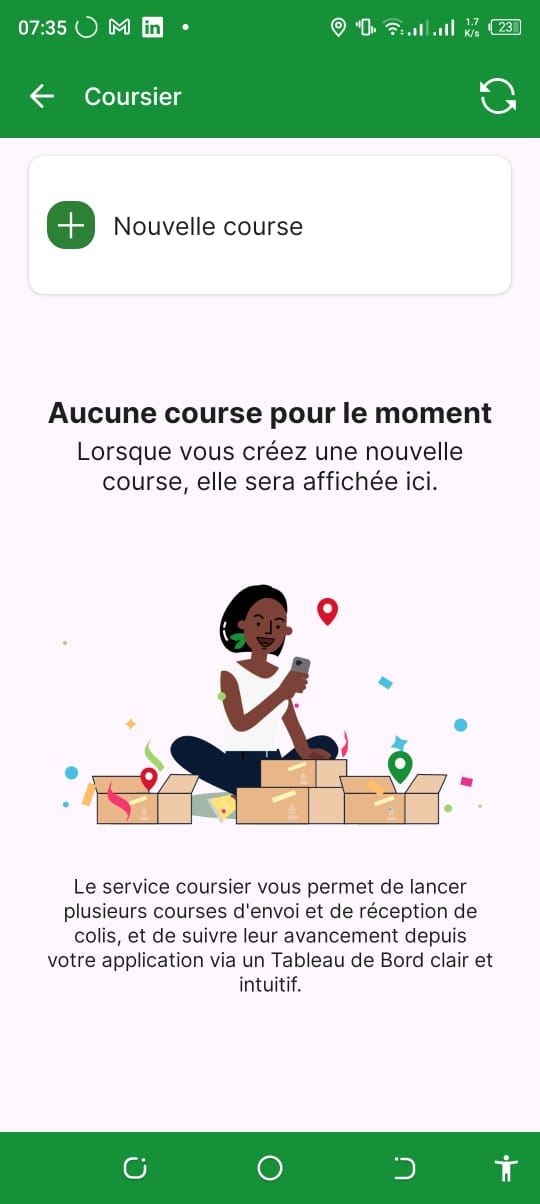 07:35
in
1.7
K/s
23
Coursier
Nouvelle course
Aucune course pour le moment
Lorsque vous créez une nouvelle
course, elle sera affichée ici.
Le service coursier vous permet de lancer
plusieurs courses d'envoi et de réception de
colis, et de suivre leur avancement depuis
votre application via un Tableau de Bord clair et
intuitif.